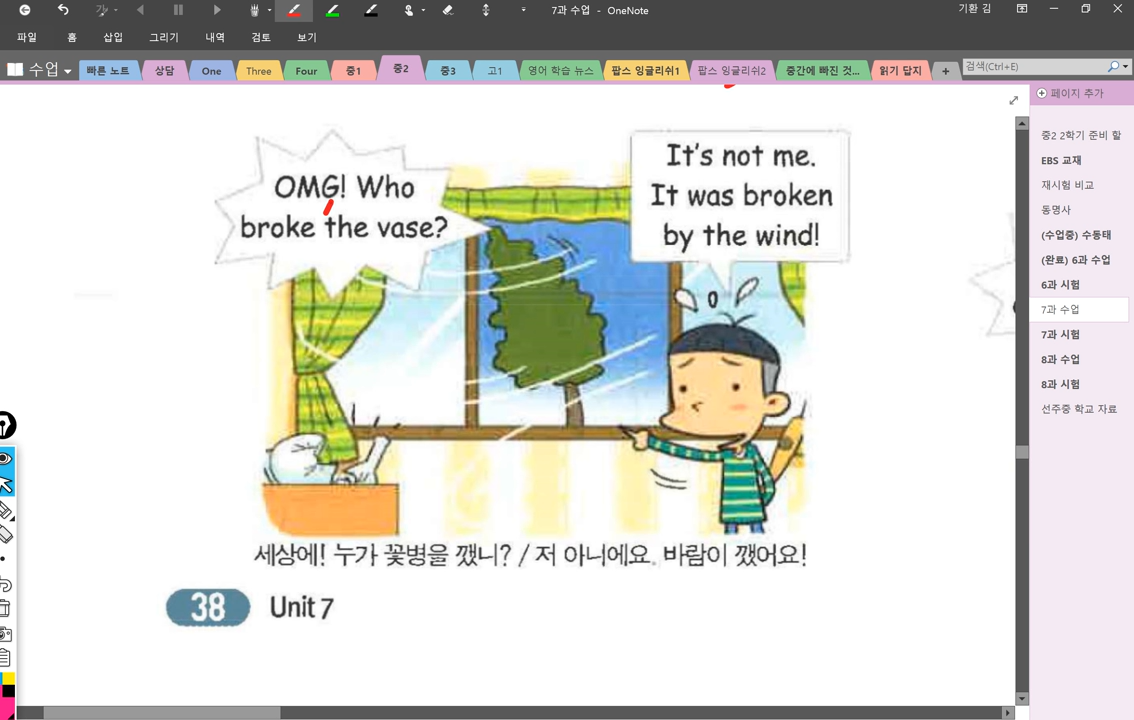 7과 수업 - OneNote
기환 김
파일 홈 삽입 그리기 내역 검토 보기
수업 빠른 노트 상담 One Three Four 중1 중2 중3 고1 영어 학습 뉴스 팝스 잉글리쉬1 팝스 잉글리쉬2 중간에 빠진 것... 읽기 답지 + 검색(Ctrl+E)
페이지 추가
중2 2학기 준비 할
EBS 교재
재시험 비교
동명사
(수업중) 수동태
(완료) 6과 수업
6과 시험
7과 수업
7과 시험
8과 수업
8과 시험
선주중 학교 자료
OMG! Who
broke the vase?
It's not me.
It was broken
by the wind!
세상에! 누가 꽃병을 깼니? / 저 아니에요. 바람이 깼어요!
38 Unit 7